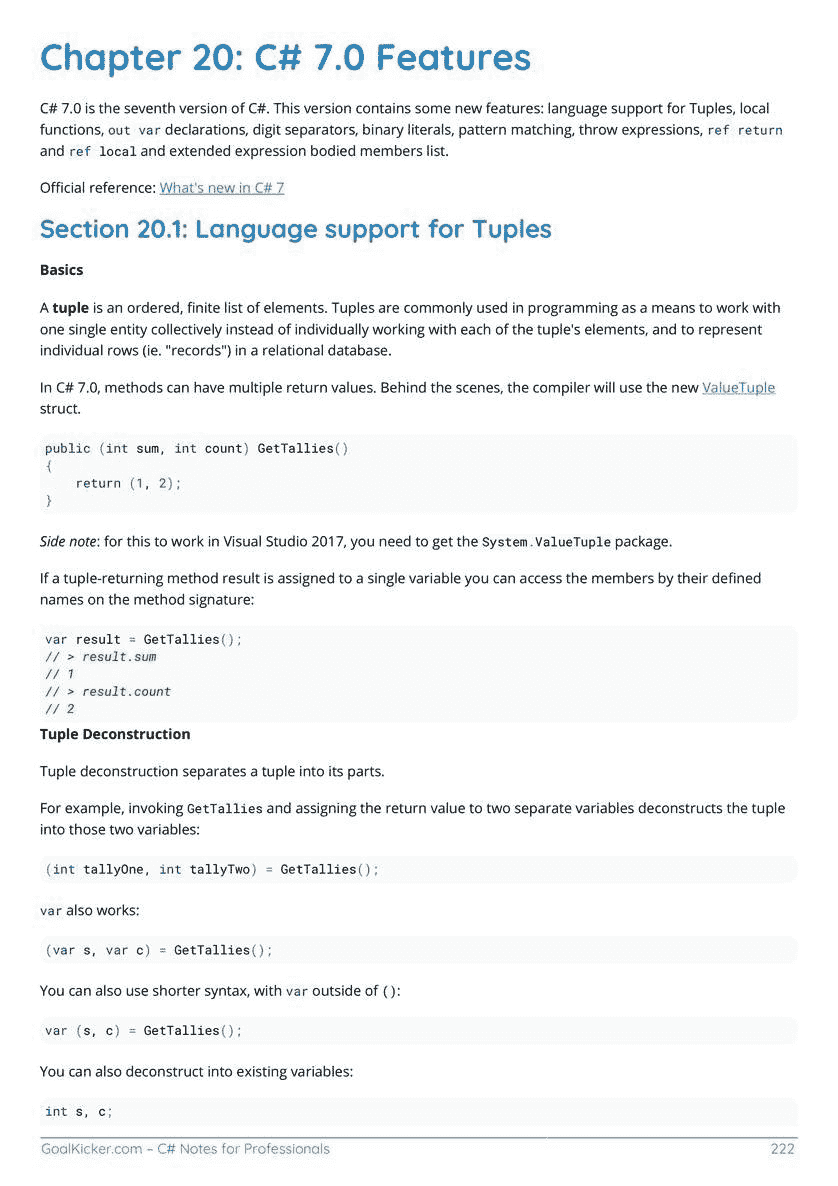 Chapter 20: C# 7.0 Features
C# 7.0 is the seventh version of C#. This version contains some new features: language support for Tuples, local
functions, out var declarations, digit separators, binary literals, pattern matching, throw expressions, ref return
and ref local and extended expression bodied members list.
Official reference: What's new in C# 7
Section 20.1: Language support for Tuples
Basics
A tuple is an ordered, finite list of elements. Tuples are commonly used in programming as a means to work with
one single entity collectively instead of individually working with each of the tuple's elements, and to represent
individual rows (ie. "records") in a relational database.
In C# 7.0, methods can have multiple return values. Behind the scenes, the compiler will use the new ValueTuple
struct.
public (int sum, int count) GetTallies()
{
    return (1, 2);
}
Side note: for this to work in Visual Studio 2017, you need to get the System.ValueTuple package.
If a tuple-returning method result is assigned to a single variable you can access the members by their defined
names on the method signature:
var result = GetTallies();
// > result.sum
// 1
// > result.count
// 2
Tuple Deconstruction
Tuple deconstruction separates a tuple into its parts.
For example, invoking GetTallies and assigning the return value to two separate variables deconstructs the tuple
into those two variables:
(int tallyOne, int tallyTwo) = GetTallies();
var also works:
(var s, var c) = GetTallies();
You can also use shorter syntax, with var outside of ():
var (s, c) = GetTallies();
You can also deconstruct into existing variables:
int s, c;
GoalKicker.com – C# Notes for Professionals
222